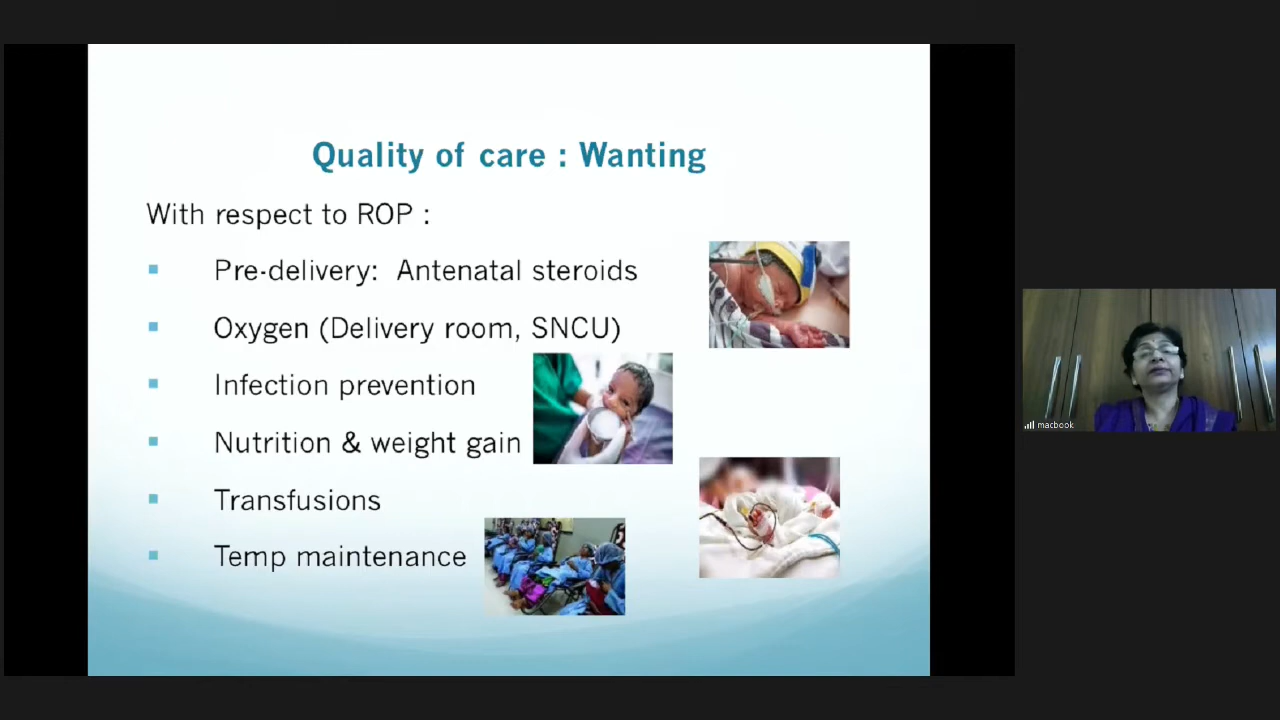 Quality of care : Wanting
With respect to ROP :
Pre-delivery: Antenatal steroids
Oxygen (Delivery room, SNCU)
Infection prevention
Nutrition & weight gain
Transfusions
Temp maintenance
macbook